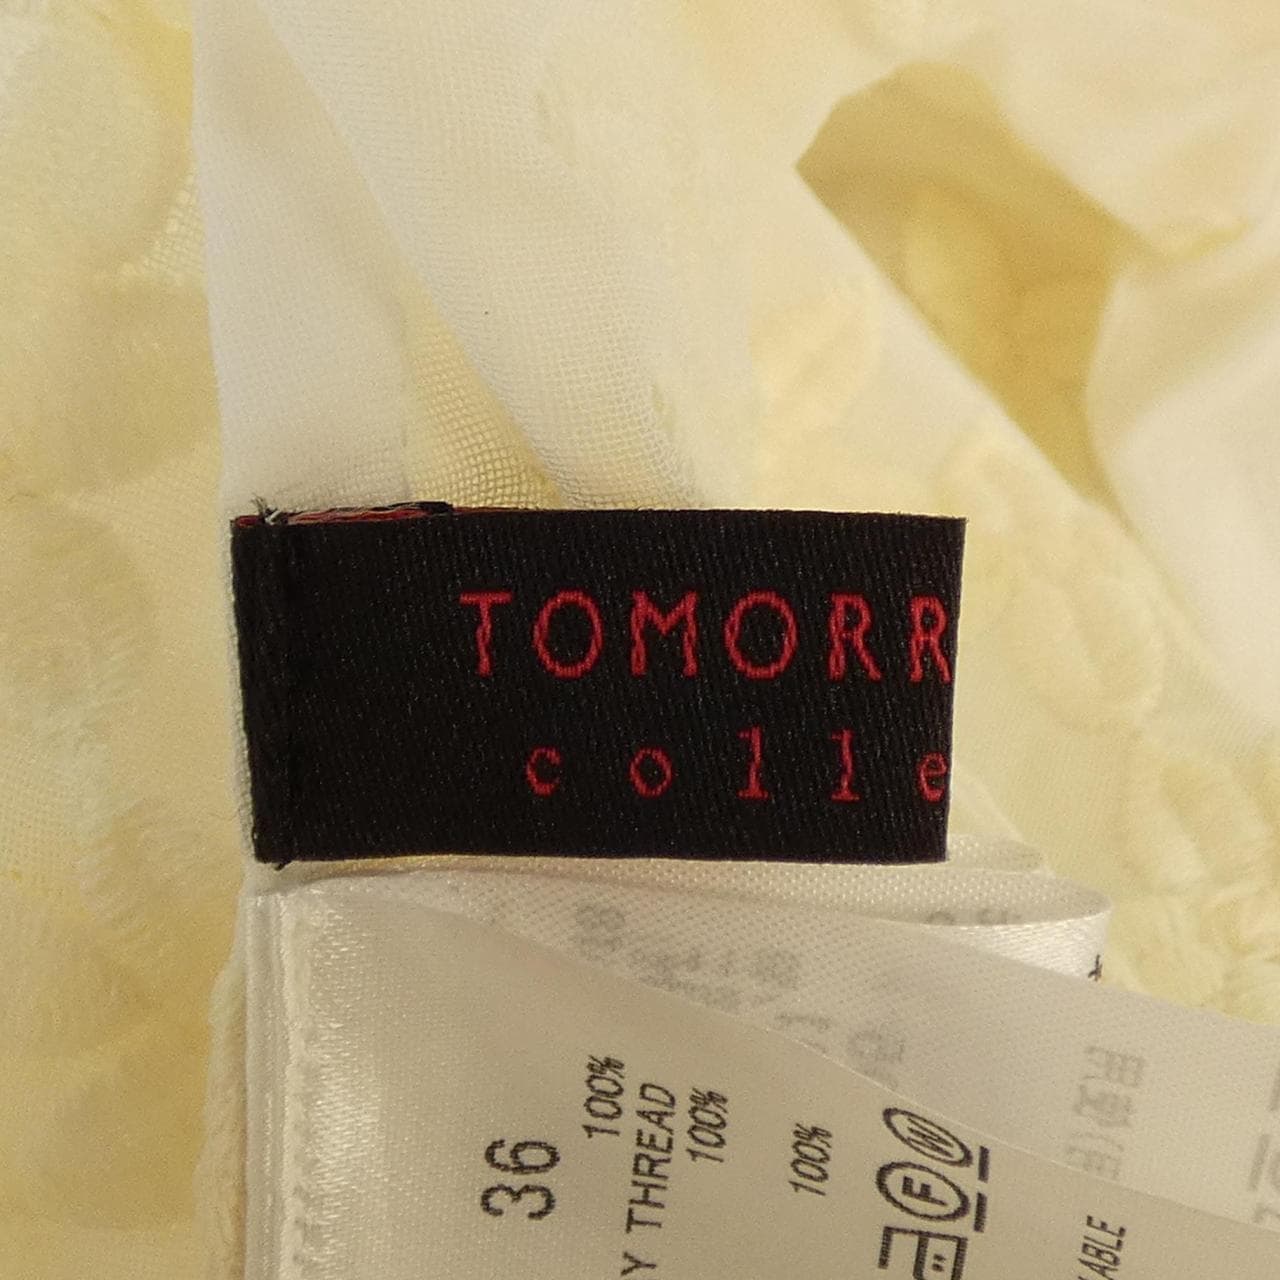 TOMORR
colle
36
100%
Y THREAD
100%
100%
F
W
ABLE